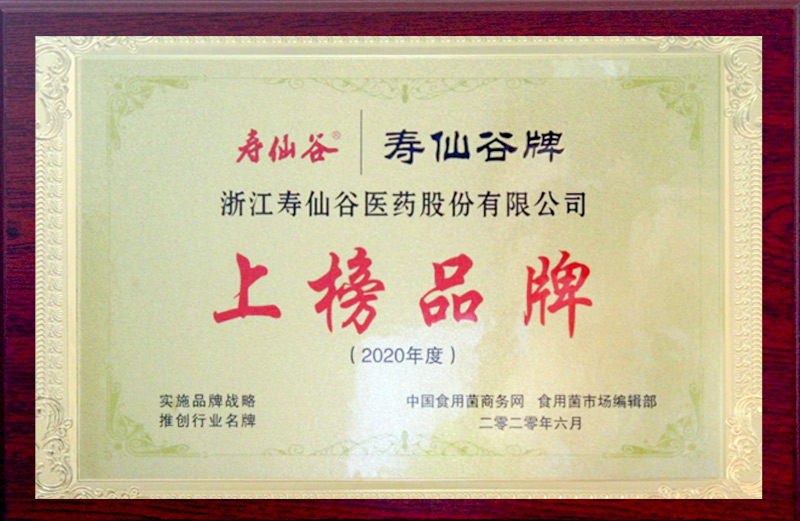 寿仙谷® 寿仙谷牌
浙江寿仙谷医药股份有限公司
上榜品牌
（2020年度）
实施品牌战略
推创行业名牌
中国食用菌商务网 食用菌市场编辑部
二零二零年六月